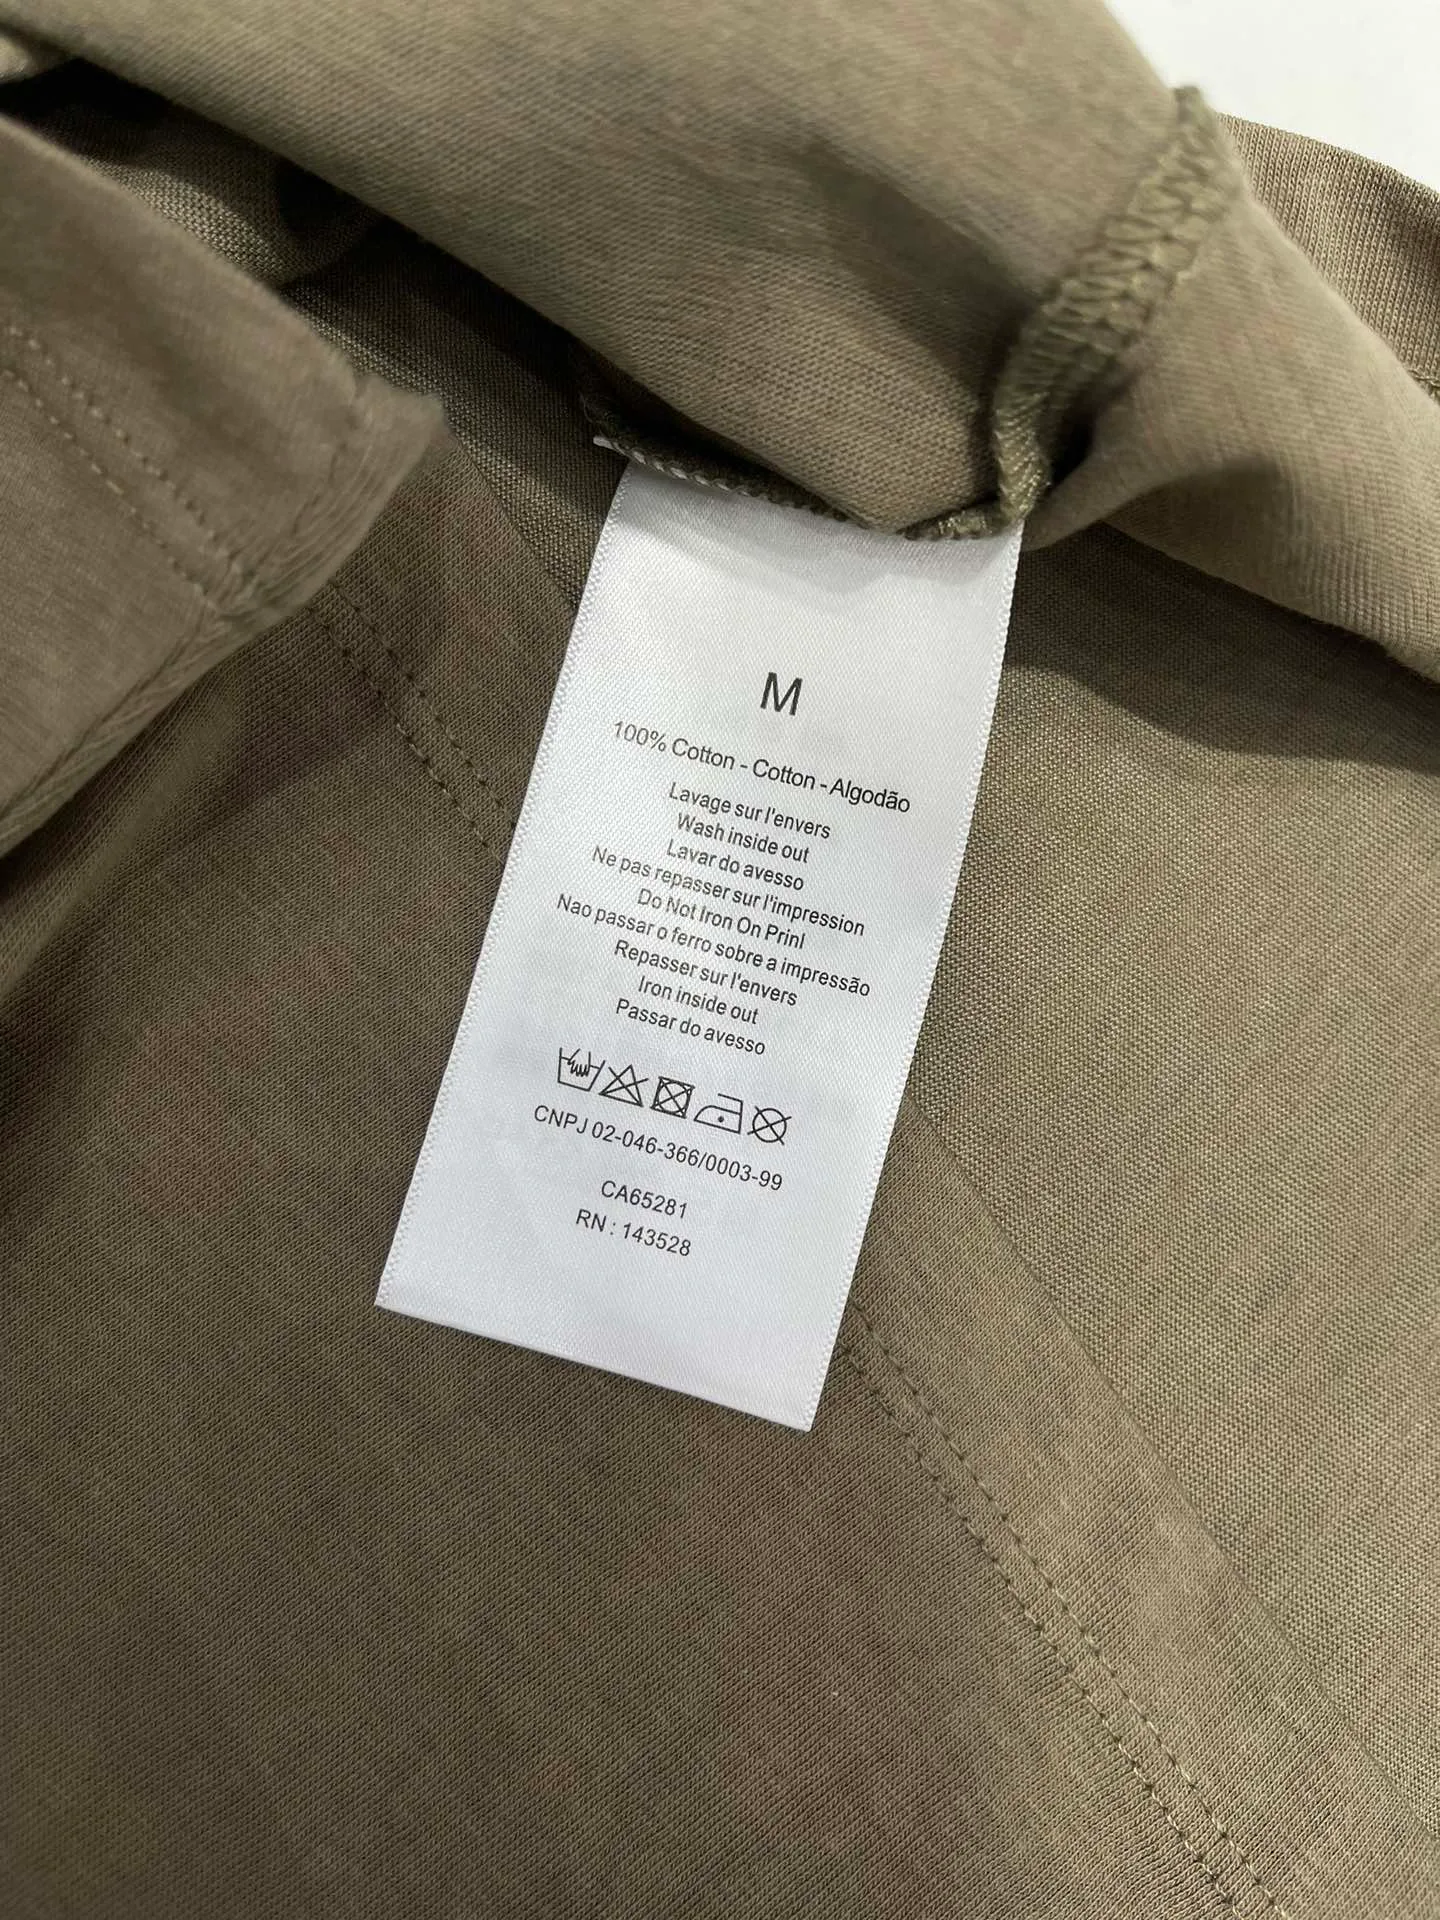 M
100% Cotton - Cotton - Algodão
Lavage sur l'envers
Wash inside out
Lavar do avesso
Ne pas repasser sur l'impression
Do Not Iron On Prinl
Nao passar o ferro sobre a impressão
Repasser sur l'envers
Iron inside out
Passar do avesso
CNPJ 02-046-366/0003-99
CA65281
RN : 143528